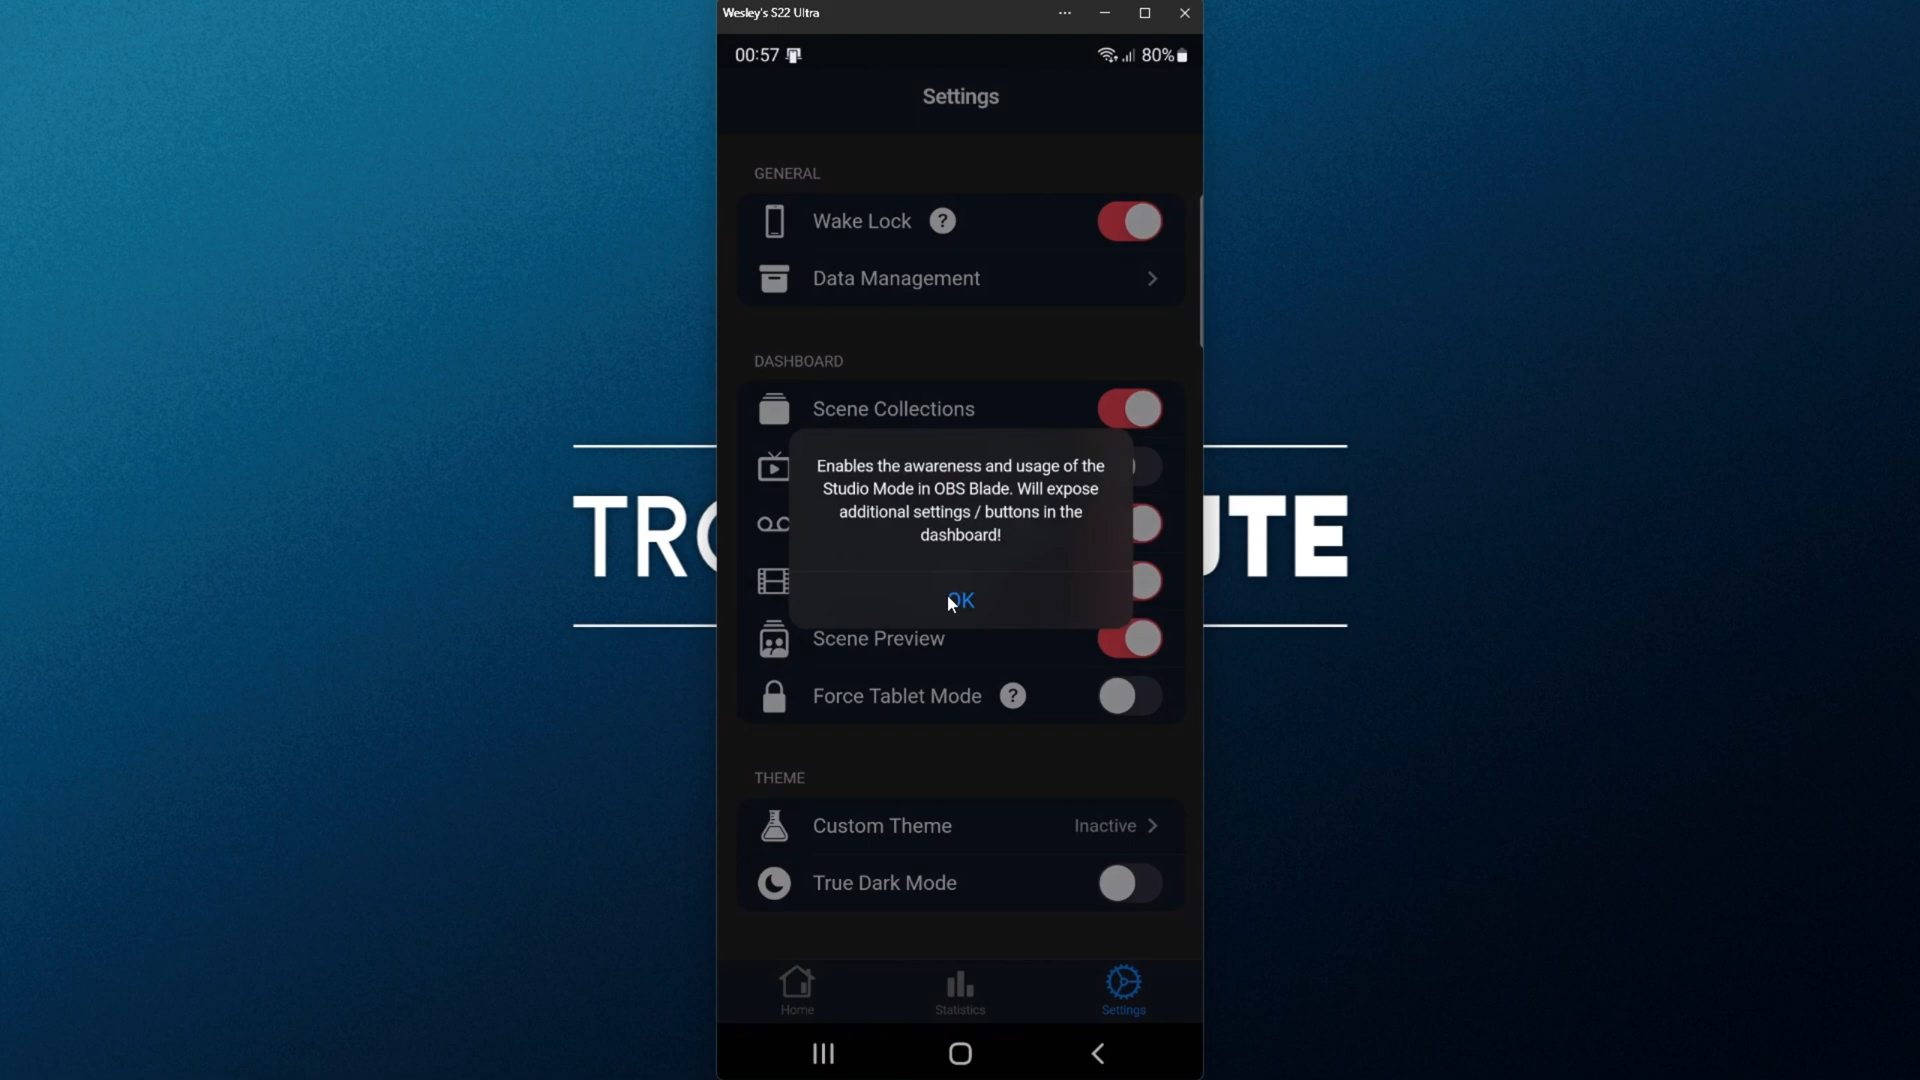 Wesley's S22 Ultra
00:57
80%
Settings
GENERAL
Wake Lock ?
Data Management
DASHBOARD
Scene Collections
Enables the awareness and usage of the
Studio Mode in OBS Blade. Will expose
additional settings / buttons in the
dashboard!
OK
TR
UTE
Scene Preview
Force Tablet Mode ?
THEME
Custom Theme Inactive
True Dark Mode
Home
Statistics
Settings